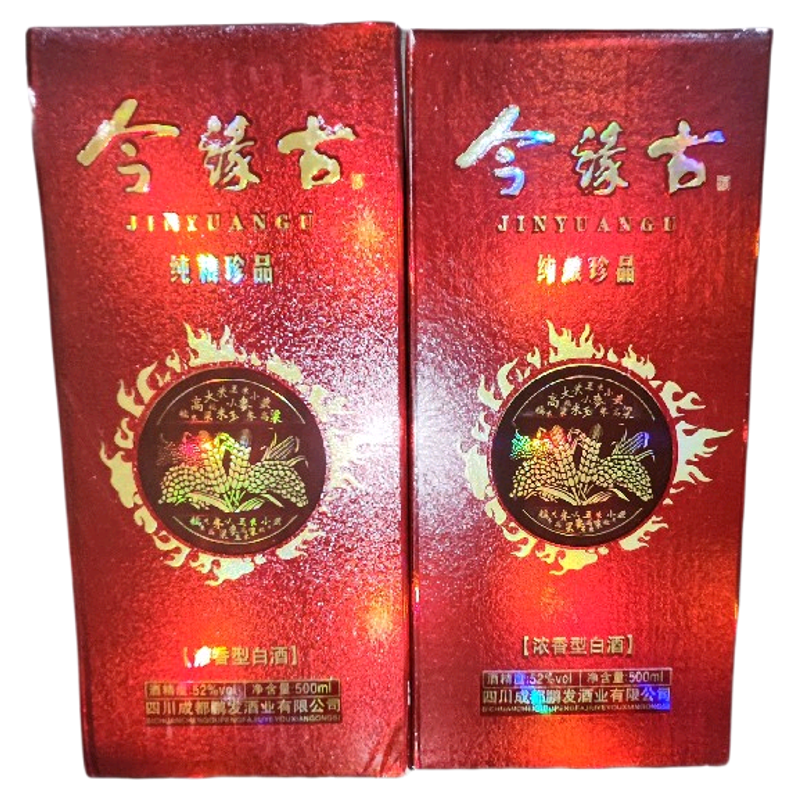 今缘古
JINYUANGU
纯粮珍品
【浓香型白酒】
酒精度:52%vol 净含量:500ml
四川成都鹏发酒业有限公司
SICHUANCHENGDUPENGFAJIUYEYOUXIANGONGSI
今缘古
JINYUANGU
纯粮珍品
【浓香型白酒】
酒精度:52%vol 净含量:500ml
四川成都鹏发酒业有限公司
SICHUANCHENGDUPENGFAJIUYEYOUXIANGONGSI